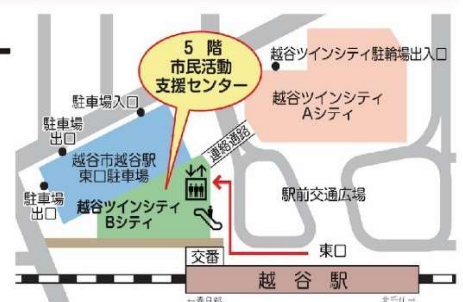 5 階
市民活動
支援センター
越谷ツインシティ駐輪場出入口
越谷ツインシティ
Aシティ
駐車場入口
駐車場
出口
連絡通路
越谷市越谷駅
東口駐車場
駐車場
出口
越谷ツインシティ
Bシティ
駅前交通広場
東口
交番
越谷駅
←春日部